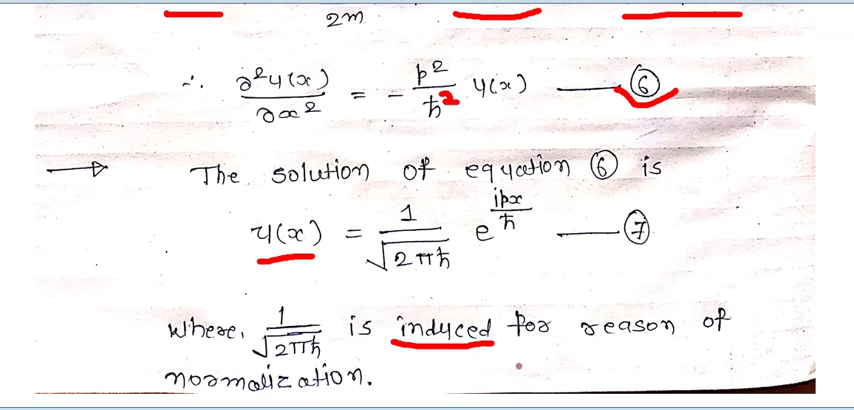 2m
∴ ∂²ψ(x)/∂x² = - p²/ħ² ψ(x) —— ⑥
→ The solution of equation ⑥ is
ψ(x) = 1/√2πħ e^(ipx/ħ) —— ⑦
where, 1/√2πħ is induced for reason of
normalization.